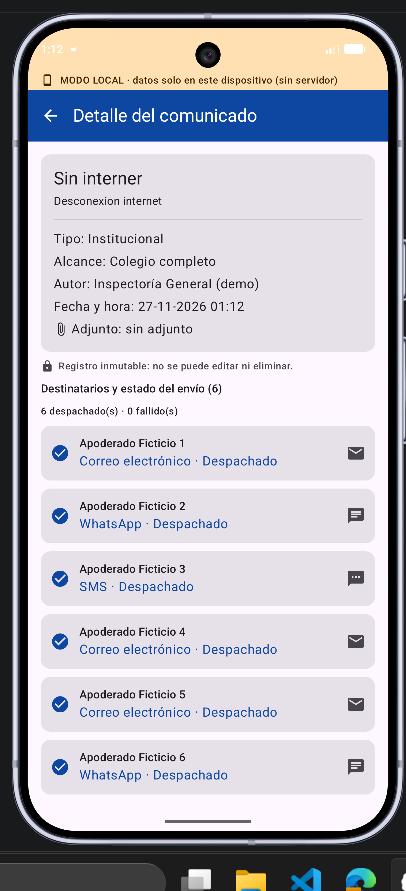 1:12
MODO LOCAL · datos solo en este dispositivo (sin servidor)
Detalle del comunicado
Sin interner
Desconexion internet
Tipo: Institucional
Alcance: Colegio completo
Autor: Inspectoría General (demo)
Fecha y hora: 27-11-2026 01:12
Adjunto: sin adjunto
Registro inmutable: no se puede editar ni eliminar.
Destinatarios y estado del envío (6)
6 despachado(s) · 0 fallido(s)
Apoderado Ficticio 1
Correo electrónico · Despachado
Apoderado Ficticio 2
WhatsApp · Despachado
Apoderado Ficticio 3
SMS · Despachado
Apoderado Ficticio 4
Correo electrónico · Despachado
Apoderado Ficticio 5
Correo electrónico · Despachado
Apoderado Ficticio 6
WhatsApp · Despachado